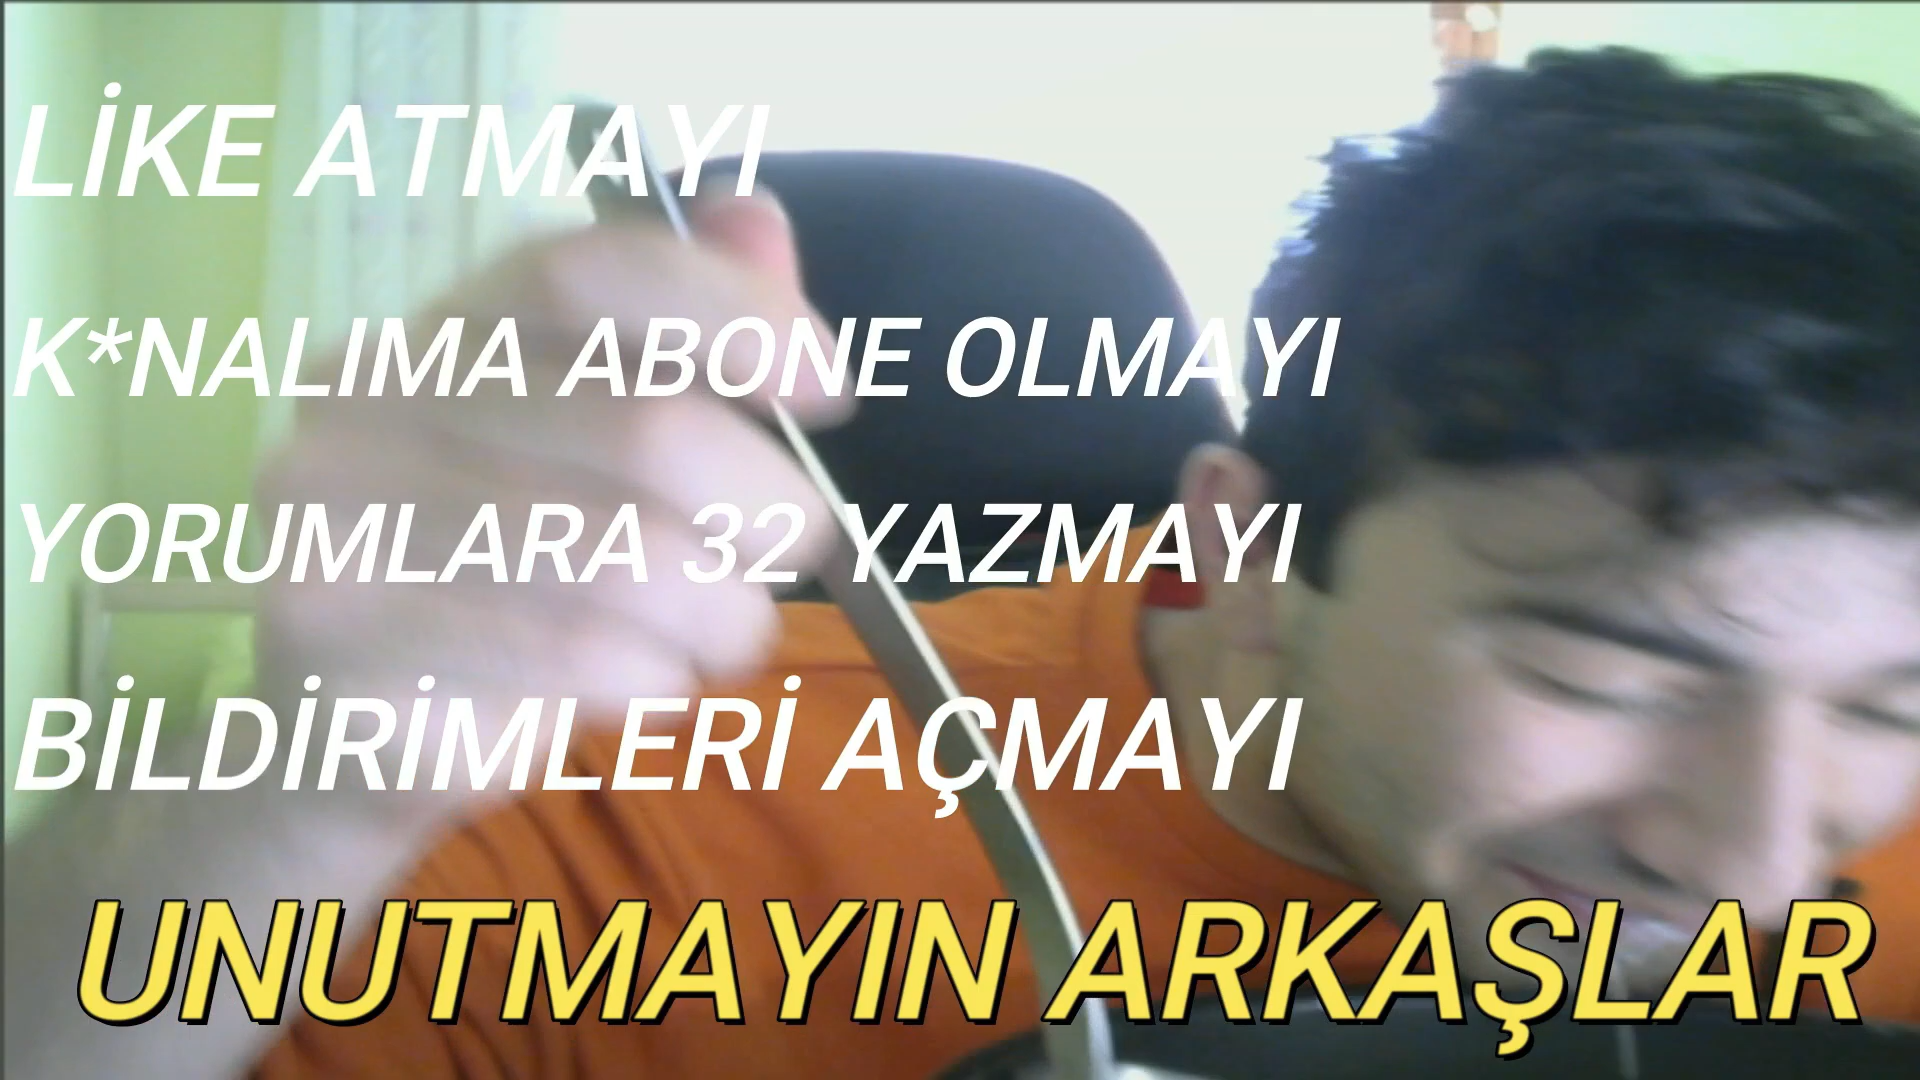 LİKE ATMAYI
K*NALIMA ABONE OLMAYI
YORUMLARA 32 YAZMAYI
BİLDİRİMLERİ AÇMAYI
UNUTMAYIN ARKAŞLAR